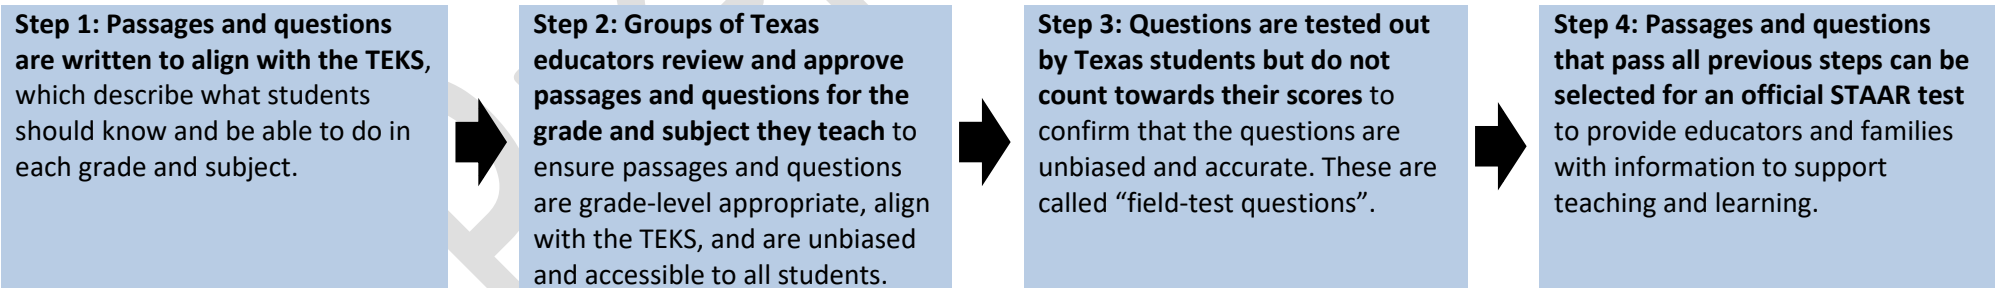 Step 1: Passages and questions
are written to align with the TEKS,
which describe what students
should know and be able to do in
each grade and subject.
Step 2: Groups of Texas
educators review and approve
passages and questions for the
grade and subject they teach to
ensure passages and questions
are grade-level appropriate, align
with the TEKS, and are unbiased
and accessible to all students.
Step 3: Questions are tested out
by Texas students but do not
count towards their scores to
confirm that the questions are
unbiased and accurate. These are
called “field-test questions”.
Step 4: Passages and questions
that pass all previous steps can be
selected for an official STAAR test
to provide educators and families
with information to support
teaching and learning.